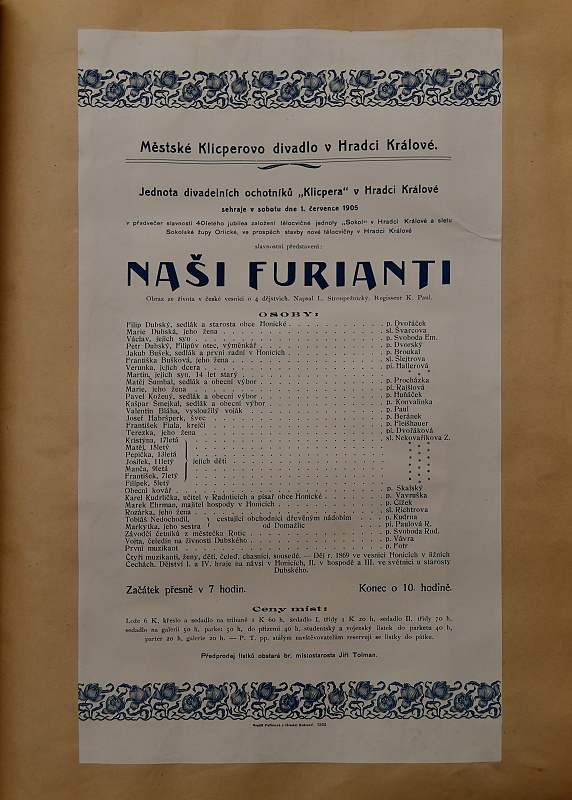 Městské Klicperovo divadlo v Hradci Králové.
Jednota divadelních ochotníků „Klicpera“ v Hradci Králové
sehraje v sobotu dne 1. července 1905
v předvečer slavnosti 40letého jubilea založení tělocvičné jednoty „Sokol“ v Hradci Králové a sletu
Sokolské župy Orlické, ve prospěch stavby nové tělocvičny v Hradci Králové
slavnostní představení:
NAŠI FURIANTI
Obraz ze života v české vesnici o 4 dějstvích. Napsal L. Stroupežnický. Regisseur K. Paul.
OSOBY:
Filip Dubský, sedlák a starosta obce Honické . . . p. Dvořáček
Marie Dubská, jeho žena . . . sl. Švarcova
Václav, jejich syn . . . p. Svoboda Em.
Petr Dubský, Filipův otec, výměnkář . . . p. Dvorský
Jakub Bušek, sedlák a první radní v Honicích . . . p. Broukal
Františka Bušková, jeho žena . . . sl. Šlejtrova
Verunka, jejich dcera . . . pí. Hallerová
Martin, jejich syn, 14 let starý . . . * * *
Matěj Šumbal, sedlák a obecní výbor . . . p. Procházka
Marie, jeho žena . . . pí. Rajšlová
Pavel Kožený, sedlák a obecní výbor . . . p. Huňáček
Kašpar Šmejkal, sedlák a obecní výbor . . . p. Konvalinka
Valentin Bláha, vysloužilý voják . . . p. Paul
Josef Habršperk, švec . . . p. Beránek
František Fiala, krejčí . . . p. Fleišhauer
Terezka, jeho žena . . . pí. Dvořáková
Kristýna, 17letá . . . sl. Nekovaříkova Z.
Matěj, 15letý
Pepička, 13letá
Josífek, 11letý } jejich děti
Manča, 9letá
František, 7letý
Filípek, 5letý
Obecní kovář . . . p. Skalský
Karel Kudrlička, učitel v Radoticích a písař obce Honické . . . p. Vavruška
Marek Ehrman, majitel hospody v Honicích . . . p. Čížek
Rozárka, jeho žena . . . sl. Richtrova
Tobiáš Nedochodil, } cestující obchodníci dřevěným nádobím . . . p. Kudrna
Markytka, jeho sestra } od Domažlic . . . pí. Paulová R.
Závodčí četníků z městečka Rotic . . . p. Svoboda Rud.
Vojta, čeledín na živnosti Dubského . . . p. Vávra
První muzikant . . . p. Fotr
Čtyři muzikanti, ženy, děti, čeleď, chasníci, sousedé. — Děj r. 1869 ve vesnici Honicích v jižních
Čechách. Dějství I. a IV. hraje na návsi v Honicích, II. v hospodě a III. ve světnici u starosty
Dubského.
Začátek přesně v 7 hodin. Konec o 10. hodině.
Ceny míst:
Lože 6 K, křeslo a sedadlo na tribuně 1 K 60 h, sedadlo I. třídy 1 K 20 h, sedadlo II. třídy 70 h,
sedadlo na galerii 50 h, parket 50 h, do přízemí 40 h, studentský a vojenský lístek do parketu 40 h,
parter 20 h, galerie 20 h. — P. T. pp. stálým navštěvovatelům reservují se lístky do pátku.
Předprodej lístků obstará br. místostarosta Jiří Tolman.